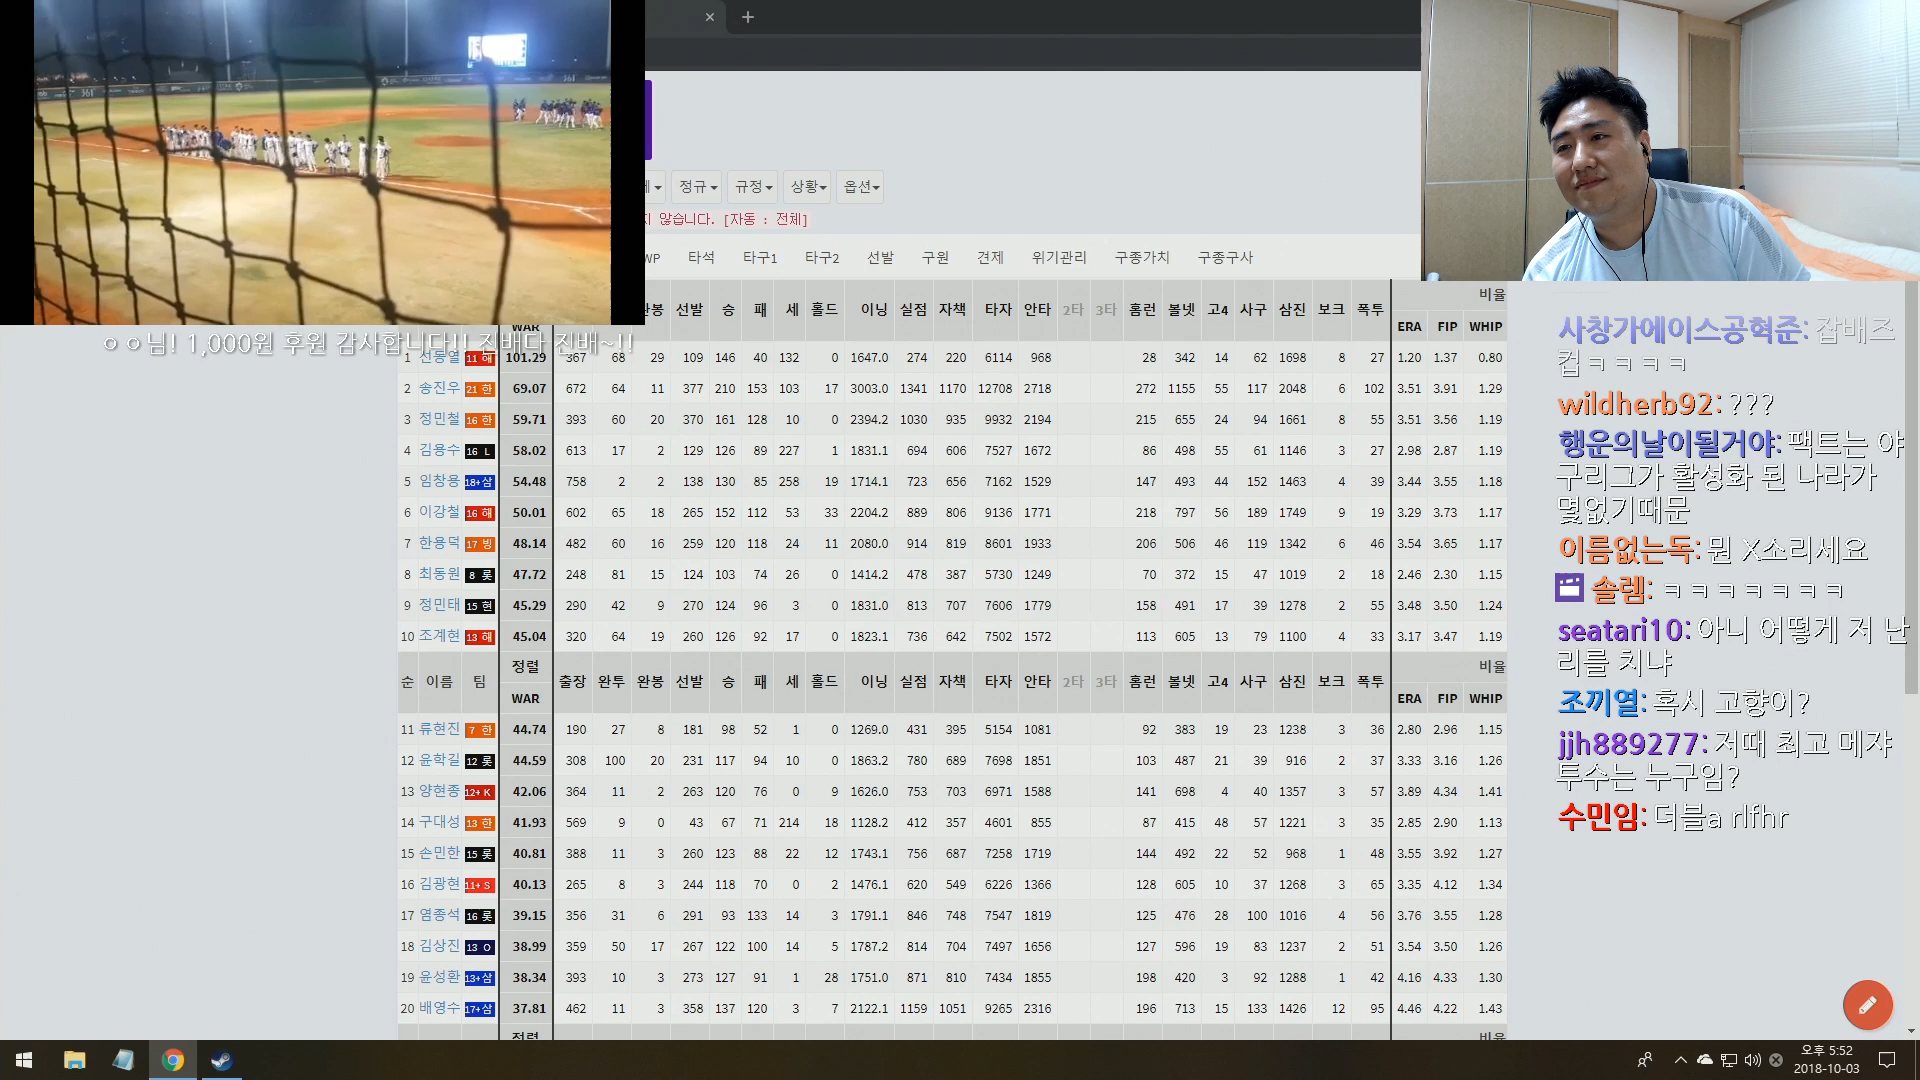 정규 규정 상황 옵션
않습니다. [자동 : 전체]
WP 타석 타구1 타구2 선발 구원 견제 위기관리 구종가치 구종구사
ㅇㅇ님! 1,000원 후원 감사합니다!! 진배다 진배~!!
비율
WAR 완봉 선발 승 패 세 홀드 이닝 실점 자책 타자 안타 2타 3타 홈런 볼넷 고4 사구 삼진 보크 폭투 ERA FIP WHIP
1 선동열 11 해 101.29 367 68 29 109 146 40 132 0 1647.0 274 220 6114 968 28 342 14 62 1698 8 27 1.20 1.37 0.80
2 송진우 21 한 69.07 672 64 11 377 210 153 103 17 3003.0 1341 1170 12708 2718 272 1155 55 117 2048 6 102 3.51 3.91 1.29
3 정민철 16 한 59.71 393 60 20 370 161 128 10 0 2394.2 1030 935 9932 2194 215 655 24 94 1661 8 55 3.51 3.56 1.19
4 김용수 16 L 58.02 613 17 2 129 126 89 227 1 1831.1 694 606 7527 1672 86 498 55 61 1146 3 27 2.98 2.87 1.19
5 임창용 18+삼 54.48 758 2 2 138 130 85 258 19 1714.1 723 656 7162 1529 147 493 44 152 1463 4 39 3.44 3.55 1.18
6 이강철 16 해 50.01 602 65 18 265 152 112 53 33 2204.2 889 806 9136 1771 218 797 56 189 1749 9 19 3.29 3.73 1.17
7 한용덕 17 빙 48.14 482 60 16 259 120 118 24 11 2080.0 914 819 8601 1933 206 506 46 119 1342 6 46 3.54 3.65 1.17
8 최동원 8 롯 47.72 248 81 15 124 103 74 26 0 1414.2 478 387 5730 1249 70 372 15 47 1019 2 18 2.46 2.30 1.15
9 정민태 15 현 45.29 290 42 9 270 124 96 3 0 1831.0 813 707 7606 1779 158 491 17 39 1278 2 55 3.48 3.50 1.24
10 조계현 13 해 45.04 320 64 19 260 126 92 17 0 1823.1 736 642 7502 1572 113 605 13 79 1100 4 33 3.17 3.47 1.19
정렬 비율
순 이름 팀 WAR 출장 완투 완봉 선발 승 패 세 홀드 이닝 실점 자책 타자 안타 2타 3타 홈런 볼넷 고4 사구 삼진 보크 폭투 ERA FIP WHIP
11 류현진 7 한 44.74 190 27 8 181 98 52 1 0 1269.0 431 395 5154 1081 92 383 19 23 1238 3 36 2.80 2.96 1.15
12 윤학길 12 롯 44.59 308 100 20 231 117 94 10 0 1863.2 780 689 7698 1851 103 487 21 39 916 2 37 3.33 3.16 1.26
13 양현종 12+ K 42.06 364 11 2 263 120 76 0 9 1626.0 753 703 6971 1588 141 698 4 40 1357 3 57 3.89 4.34 1.41
14 구대성 13 한 41.93 569 9 0 43 67 71 214 18 1128.2 412 357 4601 855 87 415 48 57 1221 3 35 2.85 2.90 1.13
15 손민한 15 롯 40.81 388 11 3 260 123 88 22 12 1743.1 756 687 7258 1719 144 492 22 52 968 1 48 3.55 3.92 1.27
16 김광현 11+ S 40.13 265 8 3 244 118 70 0 2 1476.1 620 549 6226 1366 128 605 10 37 1268 3 65 3.35 4.12 1.34
17 염종석 16 롯 39.15 356 31 6 291 93 133 14 3 1791.1 846 748 7547 1819 125 476 28 100 1016 4 56 3.76 3.55 1.28
18 김상진 13 O 38.99 359 50 17 267 122 100 14 5 1787.2 814 704 7497 1656 127 596 19 83 1237 2 51 3.54 3.50 1.26
19 윤성환 13+삼 38.34 393 10 3 273 127 91 1 28 1751.0 871 810 7434 1855 198 420 3 92 1288 1 42 4.16 4.33 1.30
20 배영수 17+삼 37.81 462 11 3 358 137 120 3 7 2122.1 1159 1051 9265 2316 196 713 15 133 1426 12 95 4.46 4.22 1.43
정렬 비율
사창가에이스공혁준: 잡배즈
컵ㅋㅋㅋㅋ
wildherb92: ???
행운의날이될거야: 팩트는 야
구리그가 활성화 된 나라가
몇없기때문
이름없는독: 뭔 X소리세요
솔렘: ㅋㅋㅋㅋㅋㅋㅋ
seatari10: 아니 어떻게 저 난
리를 치냐
조끼열: 혹시 고향이?
jjh889277: 저때 최고 메쟈
투수는 누구임?
수민임: 더블a rlfhr
오후 5:52
2018-10-03